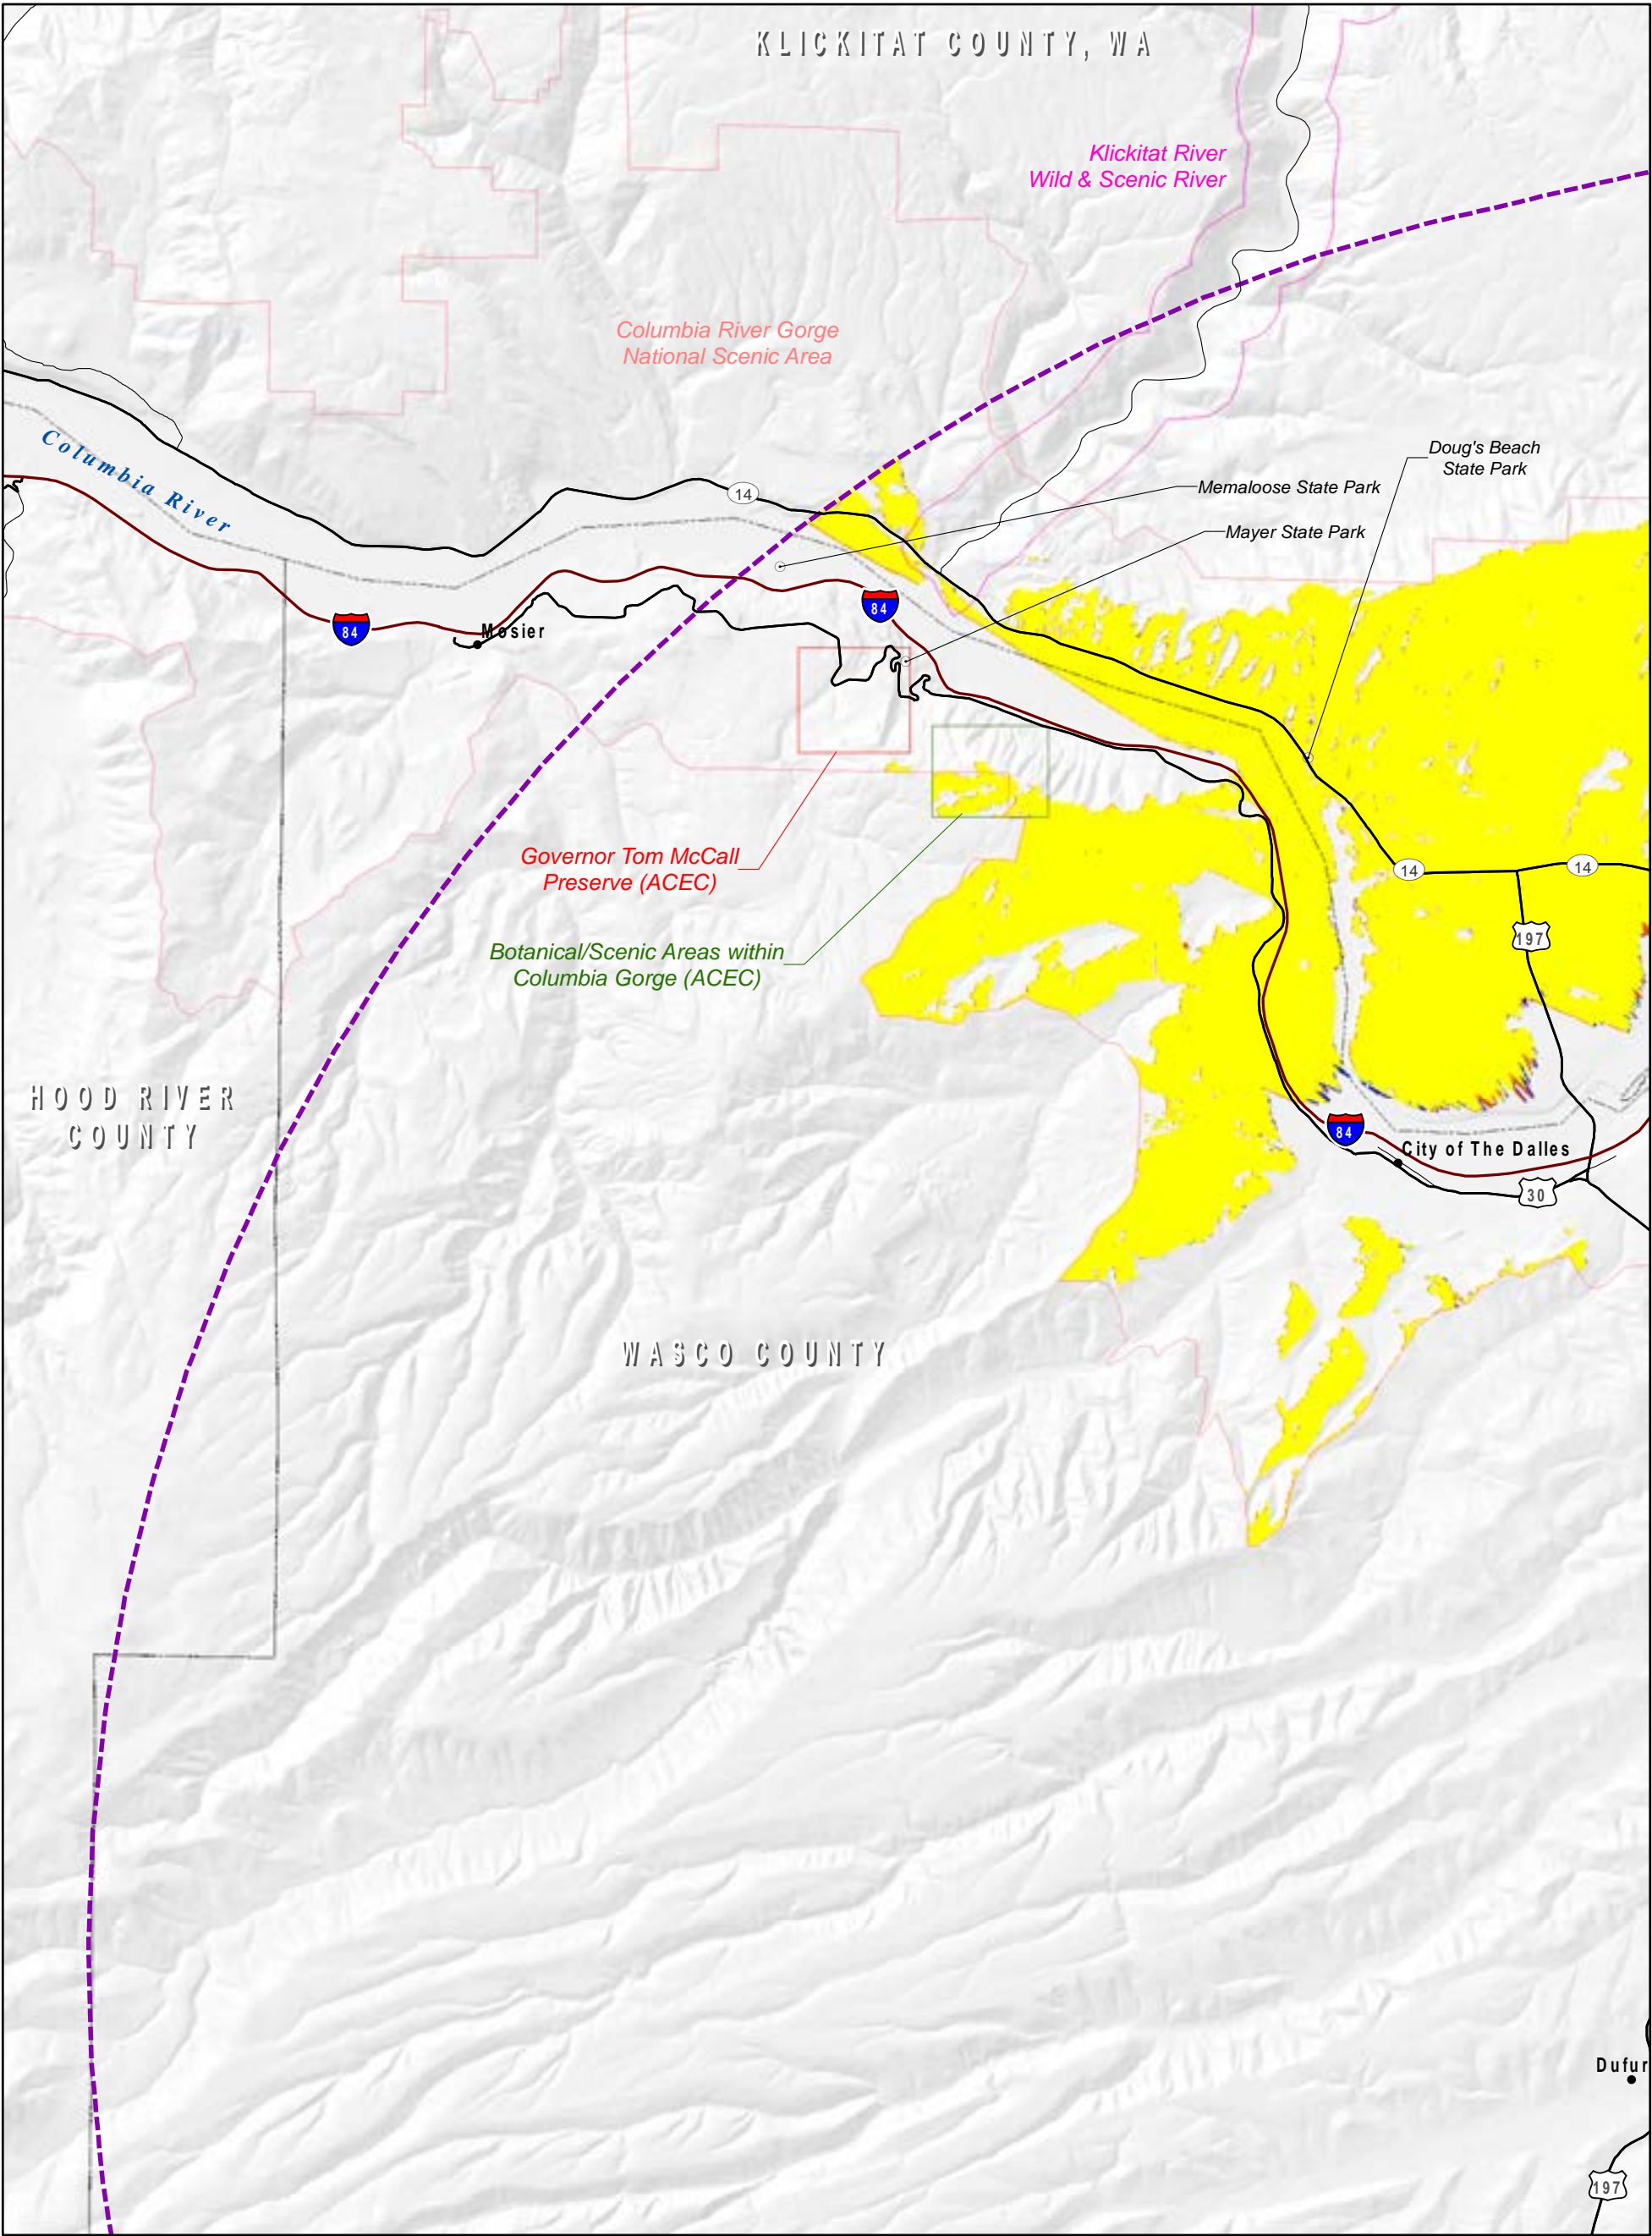 KLICKITAT COUNTY, WA
Klickitat River
Wild & Scenic River
Columbia River Gorge
National Scenic Area
Columbia River
Doug's Beach
State Park
Memaloose State Park
14
Mayer State Park
84
84
Mosier
Governor Tom McCall
Preserve (ACEC)
14
14
197
Botanical/Scenic Areas within
Columbia Gorge (ACEC)
HOOD RIVER
COUNTY
84
City of The Dalles
30
WASCO COUNTY
Dufur
197